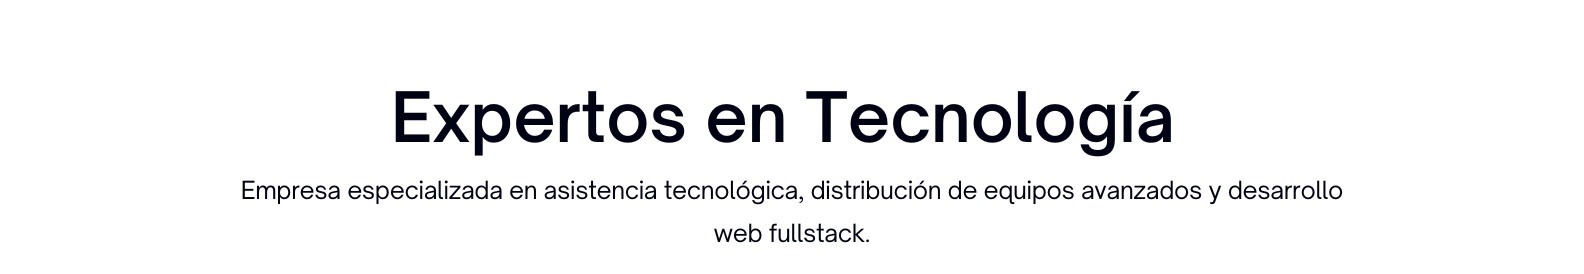 Expertos en Tecnología
Empresa especializada en asistencia tecnológica, distribución de equipos avanzados y desarrollo
web fullstack.